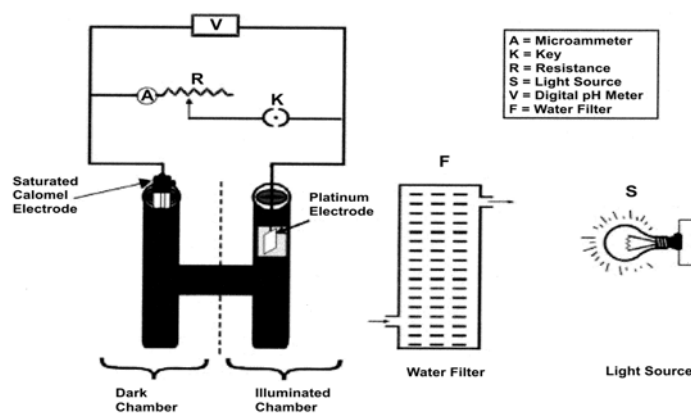 V
A = Microammeter
K = Key
R = Resistance
S = Light Source
V = Digital pH Meter
F = Water Filter
R
A
K
Saturated
Calomel
Electrode
Platinum
Electrode
F
S
Dark
Chamber
Illuminated
Chamber
Water Filter
Light Source